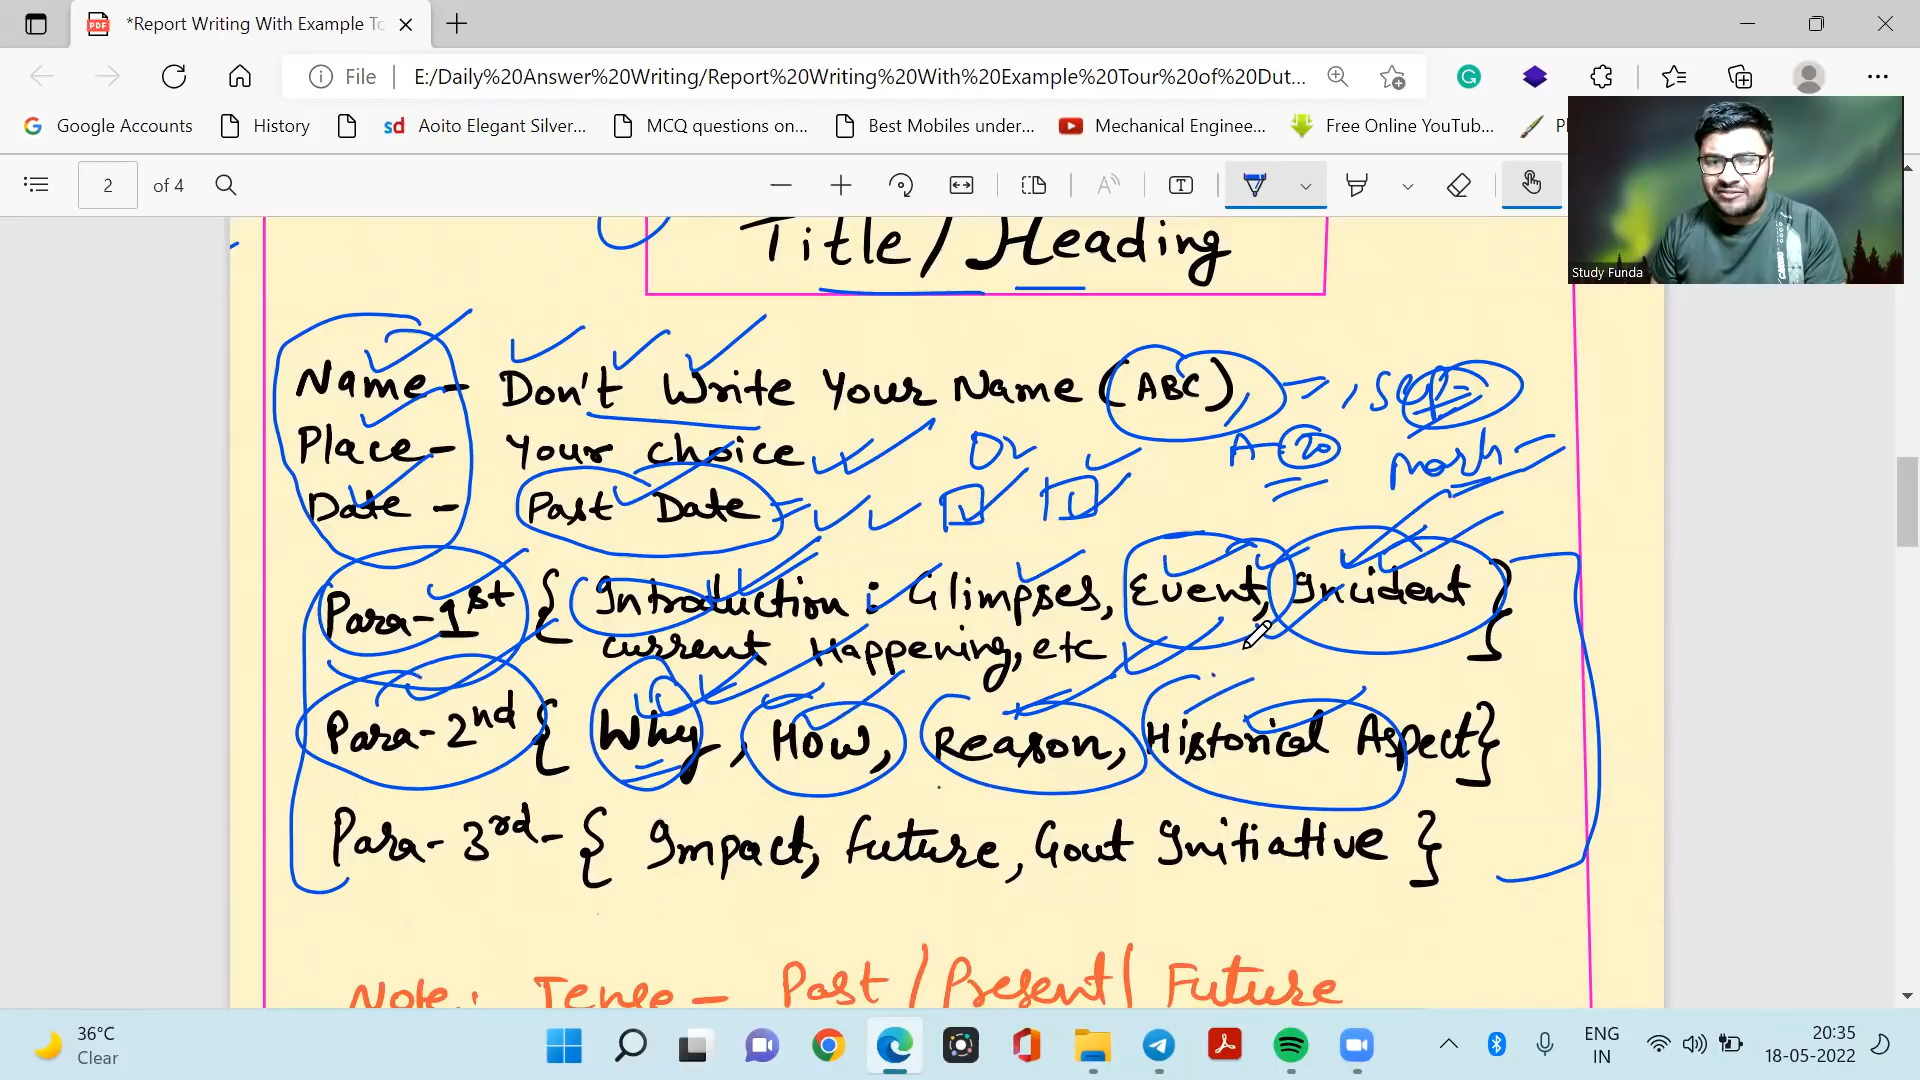 *Report Writing With Example To
File E:/Daily%20Answer%20Writing/Report%20Writing%20With%20Example%20Tour%20of%20Dut...
Google Accounts History sd Aoito Elegant Silver... MCQ questions on... Best Mobiles under... Mechanical Enginee... Free Online YouTub...
2 of 4
Study Funda
Title/Heading
Name - Don't Write Your Name (ABC)
Place - Your choice Or
Date - Past Date
Para-1st { Introduction : Glimpses, Event, Incident }
current Happening, etc
Para-2nd { Why, How, Reason, Historical Aspect}
Para-3rd- { Impact, Future, Govt Initiative }
Note: Tense - Past / Present / Future
36°C
Clear
ENG
IN
20:35
18-05-2022